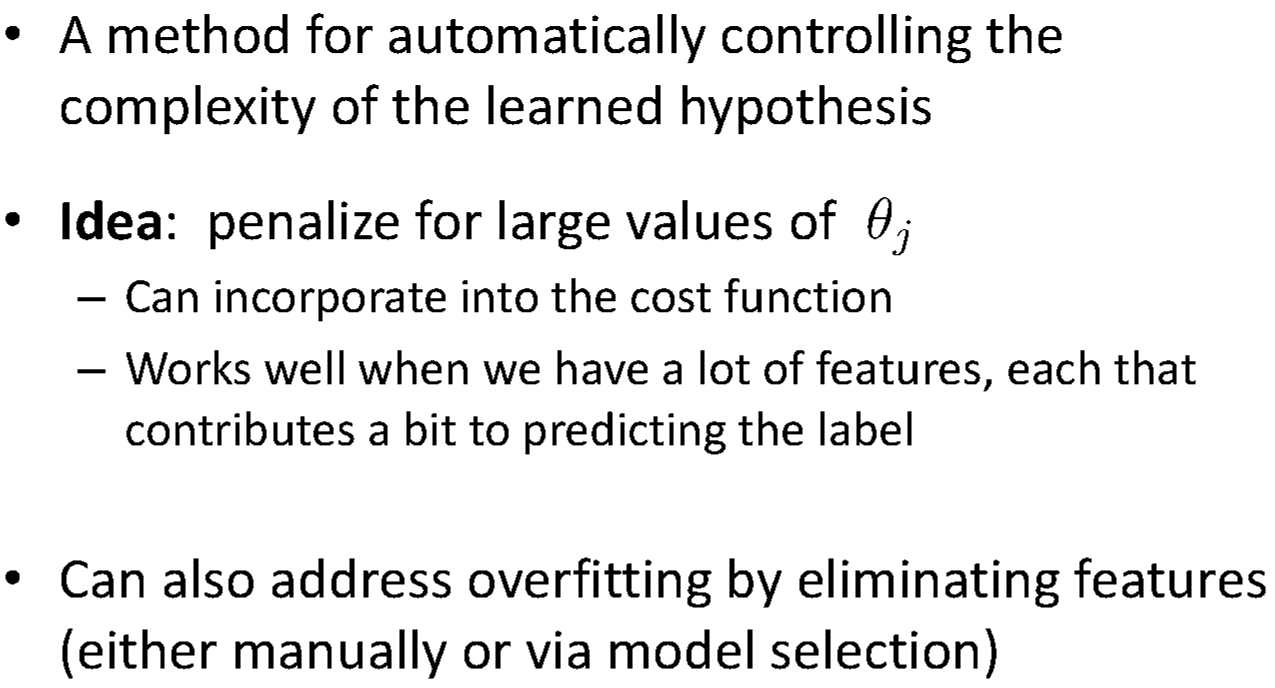 • A method for automatically controlling the
complexity of the learned hypothesis
• Idea: penalize for large values of θj
– Can incorporate into the cost function
– Works well when we have a lot of features, each that
contributes a bit to predicting the label
• Can also address overfitting by eliminating features
(either manually or via model selection)